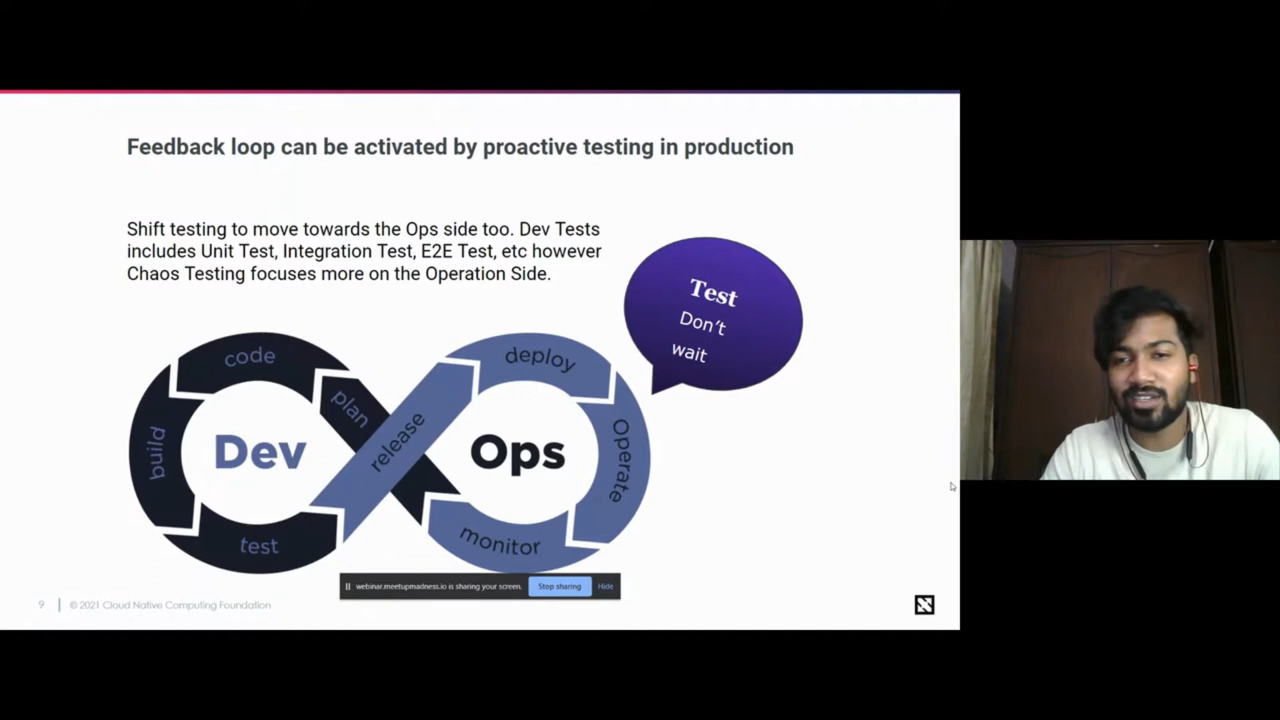 Feedback loop can be activated by proactive testing in production
Shift testing to move towards the Ops side too. Dev Tests
includes Unit Test, Integration Test, E2E Test, etc however
Chaos Testing focuses more on the Operation Side.
Test
Don't
wait
code
plan
build
Dev
test
release
deploy
Ops
Operate
monitor
webinar.meetupmadness.io is sharing your screen.
Stop sharing
Hide
9
© 2021 Cloud Native Computing Foundation